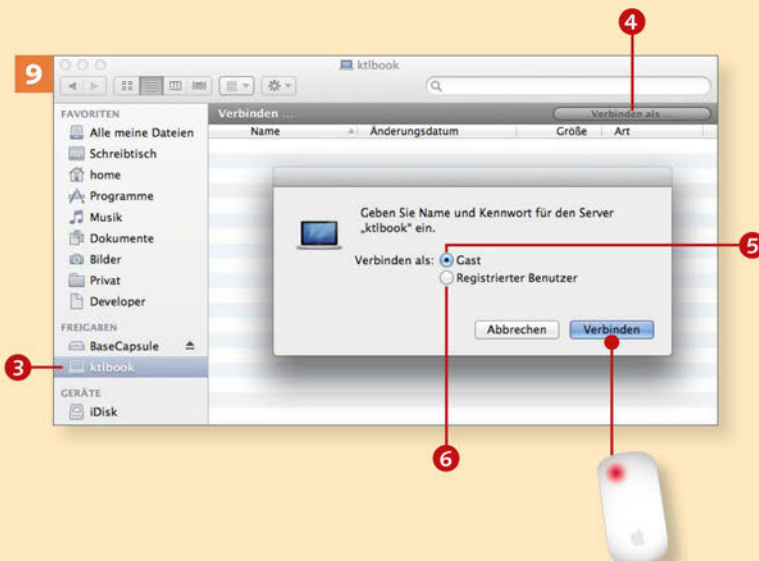 4
9
ktlbook
FAVORITEN
Alle meine Dateien
Schreibtisch
home
Programme
Musik
Dokumente
Bilder
Privat
Developer
FREIGABEN
BaseCapsule
ktlbook
GERÄTE
iDisk
Verbinden ...
Verbinden als ...
Name Änderungsdatum Größe Art
Geben Sie Name und Kennwort für den Server
„ktlbook“ ein.
Verbinden als: Gast
Registrierter Benutzer
Abbrechen Verbinden
5
3
6